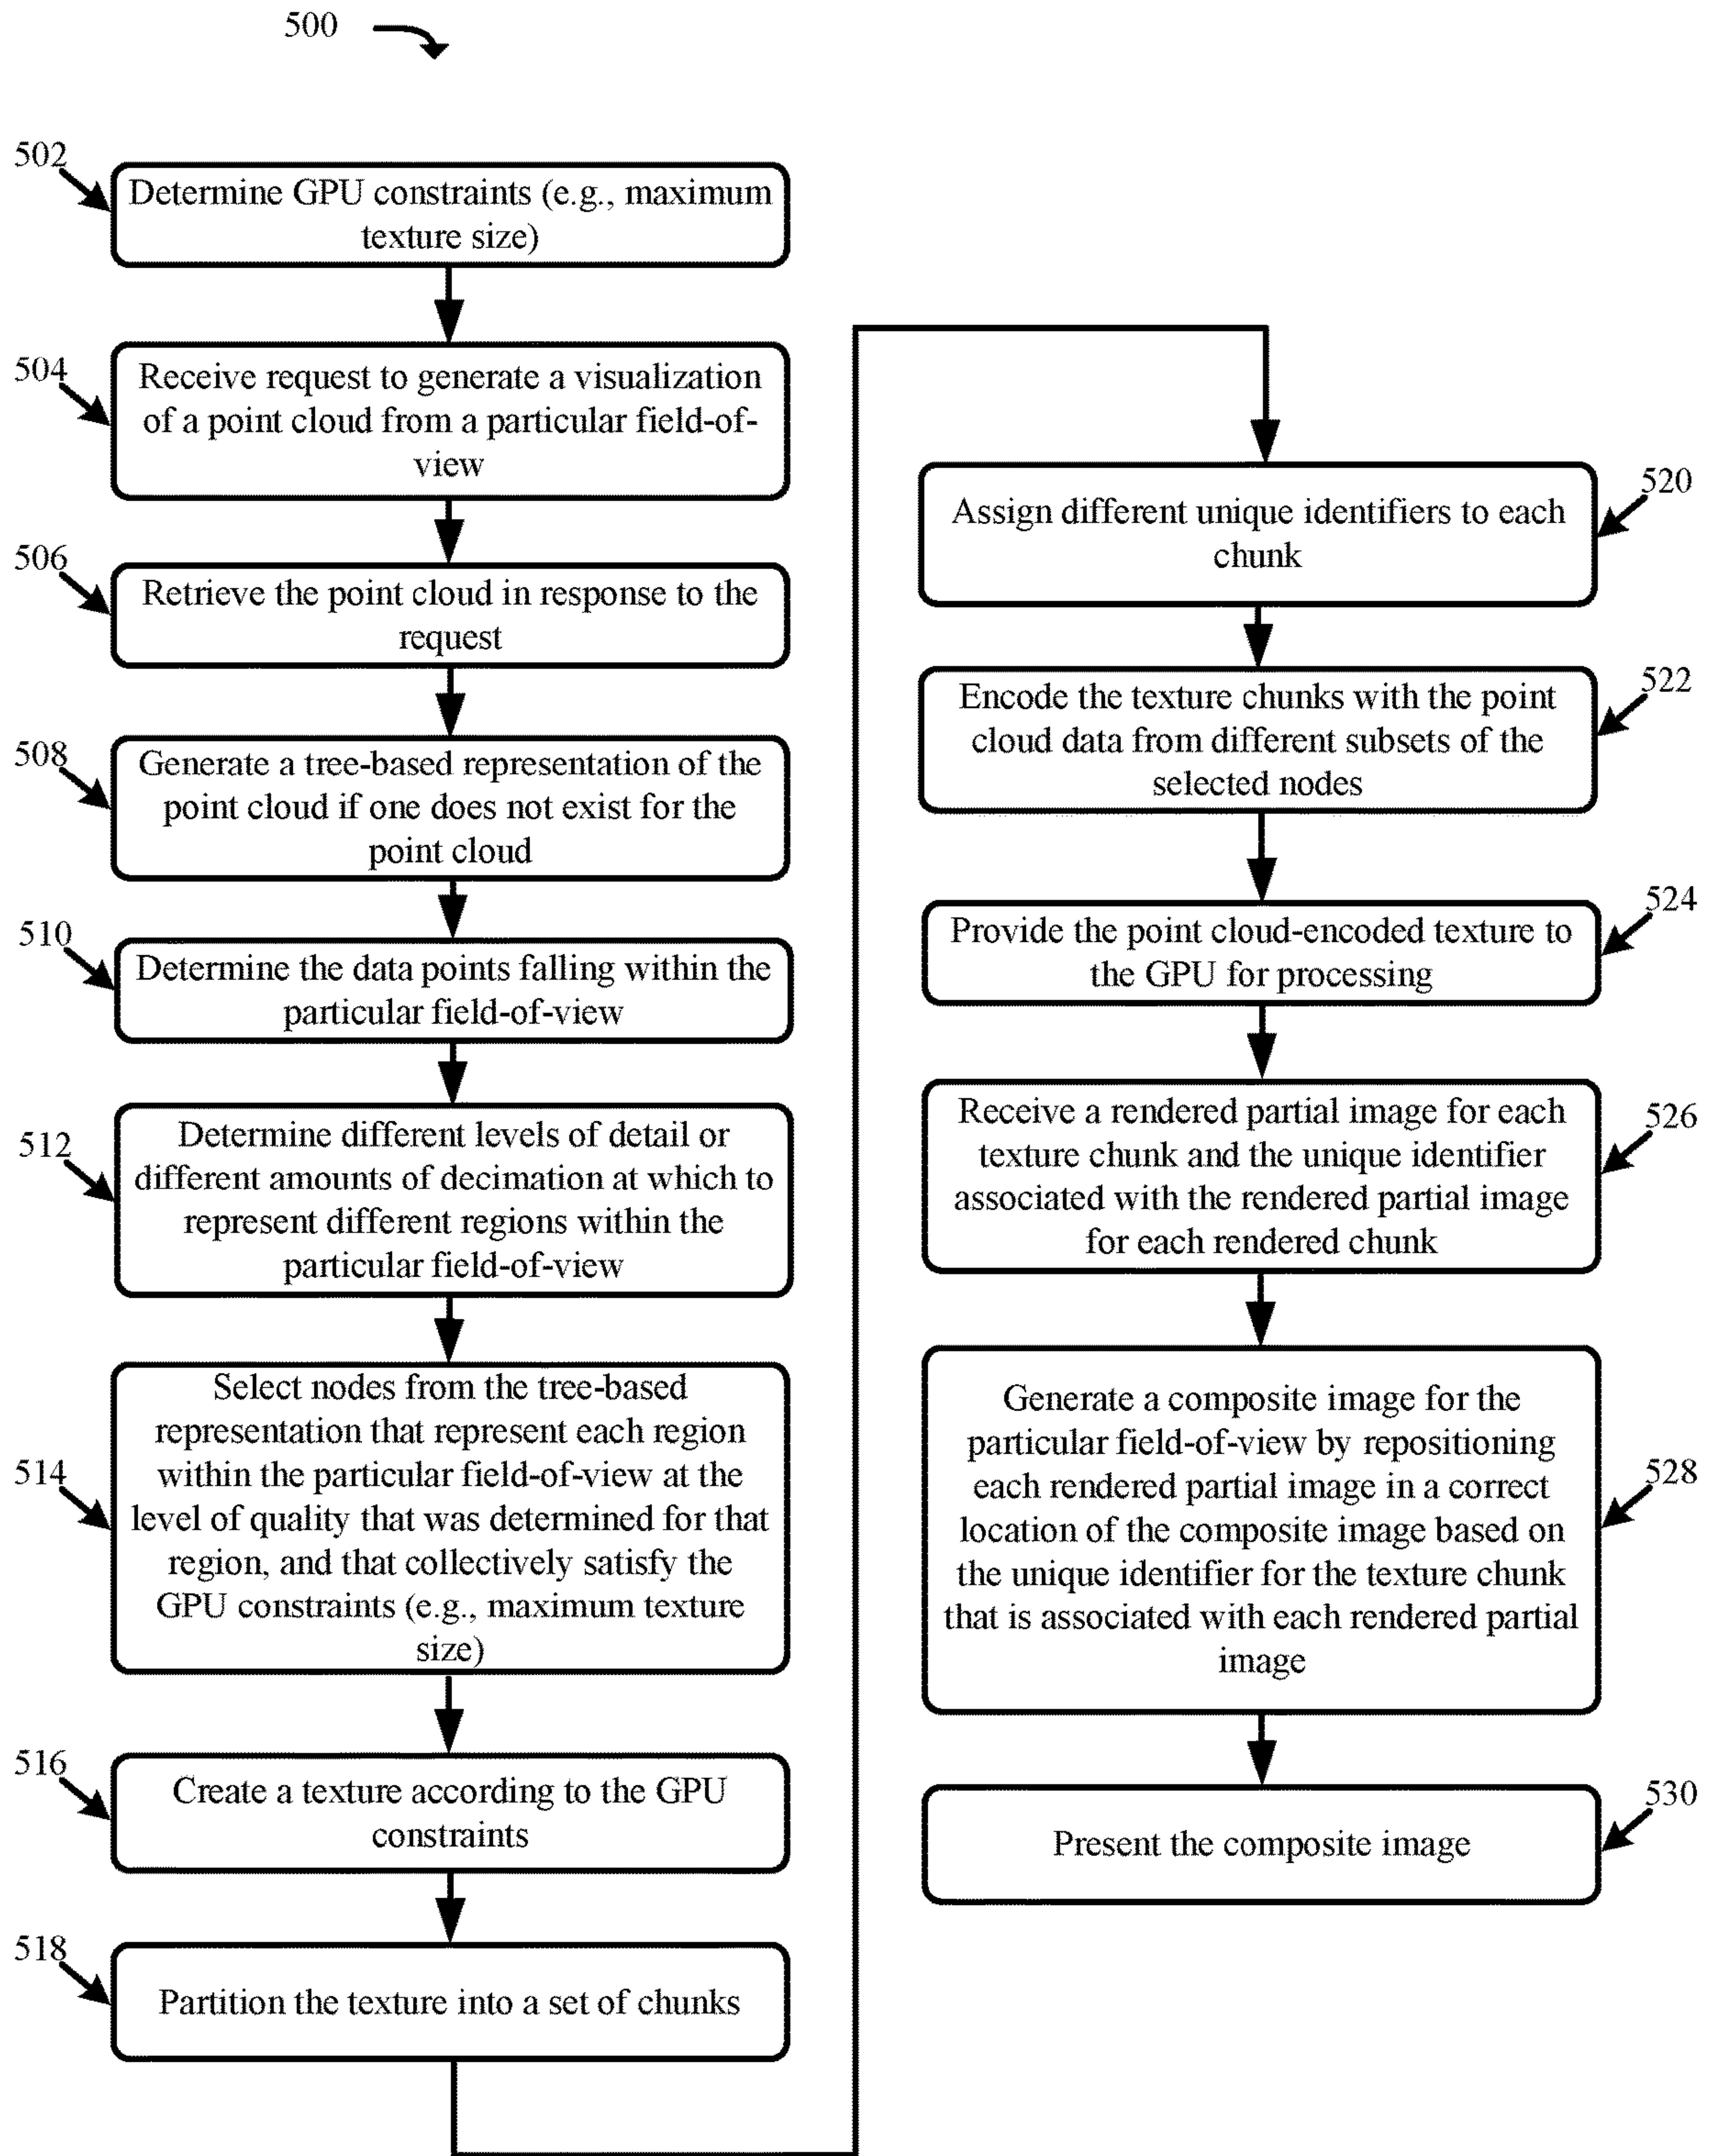 500
502
Determine GPU constraints (e.g., maximum
texture size)
504
Receive request to generate a visualization
of a point cloud from a particular field-of-
view
506
Retrieve the point cloud in response to the
request
508
Generate a tree-based representation of the
point cloud if one does not exist for the
point cloud
510
Determine the data points falling within the
particular field-of-view
512
Determine different levels of detail or
different amounts of decimation at which to
represent different regions within the
particular field-of-view
514
Select nodes from the tree-based
representation that represent each region
within the particular field-of-view at the
level of quality that was determined for that
region, and that collectively satisfy the
GPU constraints (e.g., maximum texture
size)
516
Create a texture according to the GPU
constraints
518
Partition the texture into a set of chunks
520
Assign different unique identifiers to each
chunk
522
Encode the texture chunks with the point
cloud data from different subsets of the
selected nodes
524
Provide the point cloud-encoded texture to
the GPU for processing
526
Receive a rendered partial image for each
texture chunk and the unique identifier
associated with the rendered partial image
for each rendered chunk
528
Generate a composite image for the
particular field-of-view by repositioning
each rendered partial image in a correct
location of the composite image based on
the unique identifier for the texture chunk
that is associated with each rendered partial
image
530
Present the composite image